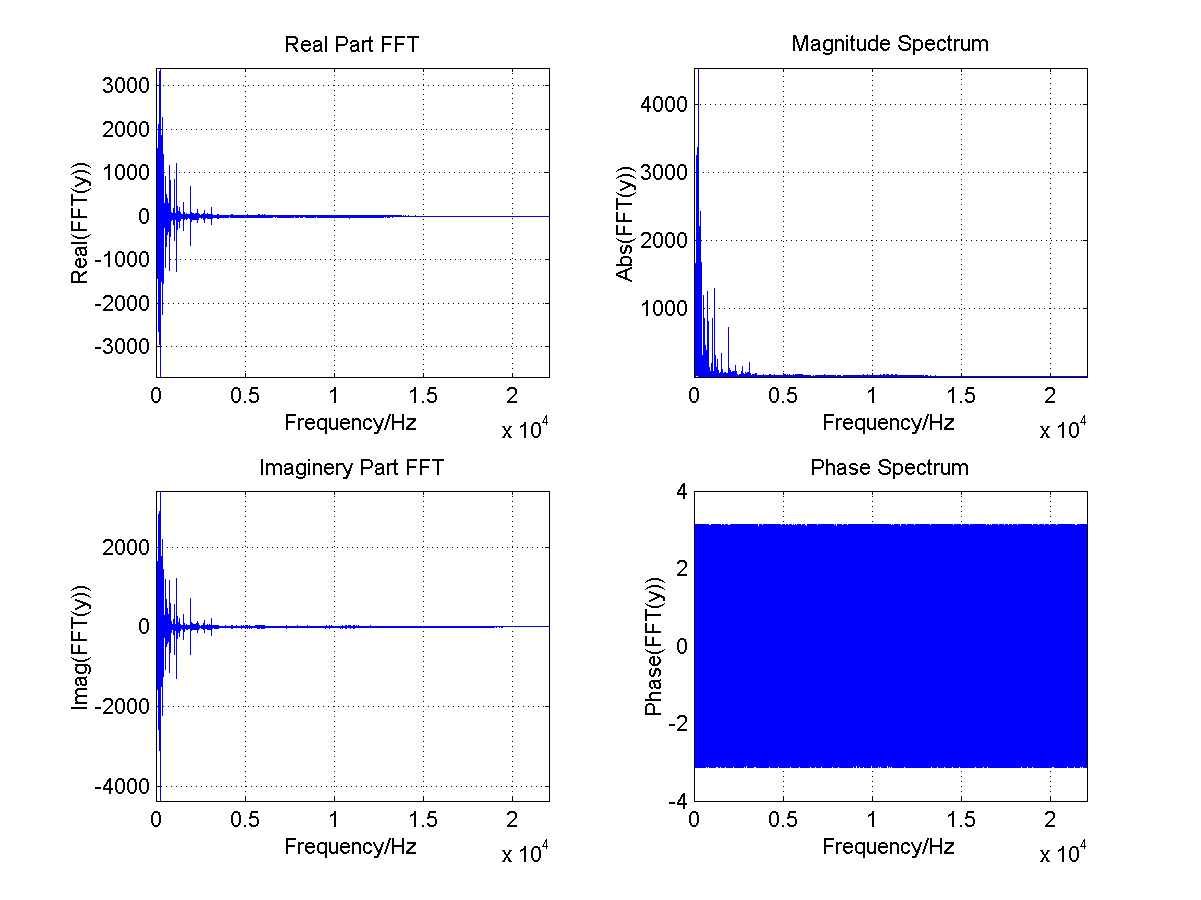 Real Part FFT
3000
2000
1000
0
-1000
-2000
-3000
Real(FFT(y))
0
0.5
1
1.5
2
Frequency/Hz
x 10^4
Magnitude Spectrum
4000
3000
2000
1000
Abs(FFT(y))
0
0.5
1
1.5
2
Frequency/Hz
x 10^4
Imaginery Part FFT
2000
0
-2000
-4000
Imag(FFT(y))
0
0.5
1
1.5
2
Frequency/Hz
x 10^4
Phase Spectrum
4
2
0
-2
-4
Phase(FFT(y))
0
0.5
1
1.5
2
Frequency/Hz
x 10^4